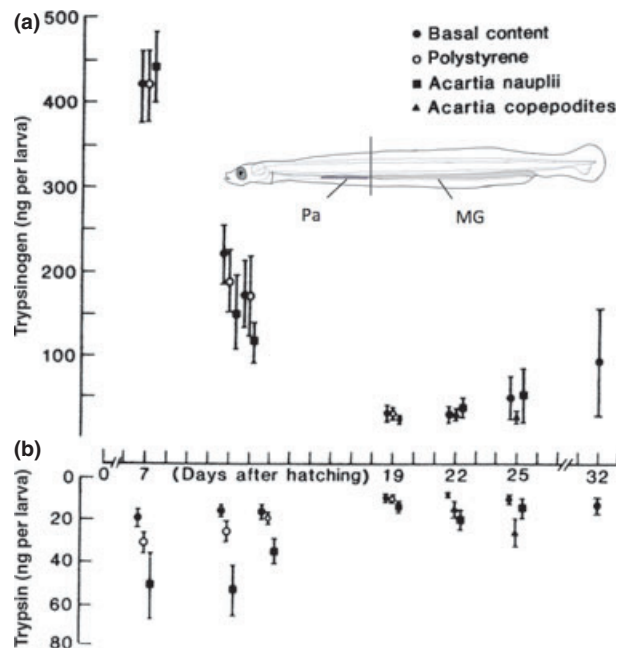 (a)
500
400
300
200
100
Trypsinogen (ng per larva)
Basal content
Polystyrene
Acartia nauplii
Acartia copepodites
Pa
MG
(b)
0 7 (Days after hatching) 19 22 25 32
0
20
40
60
80
Trypsin (ng per larva)